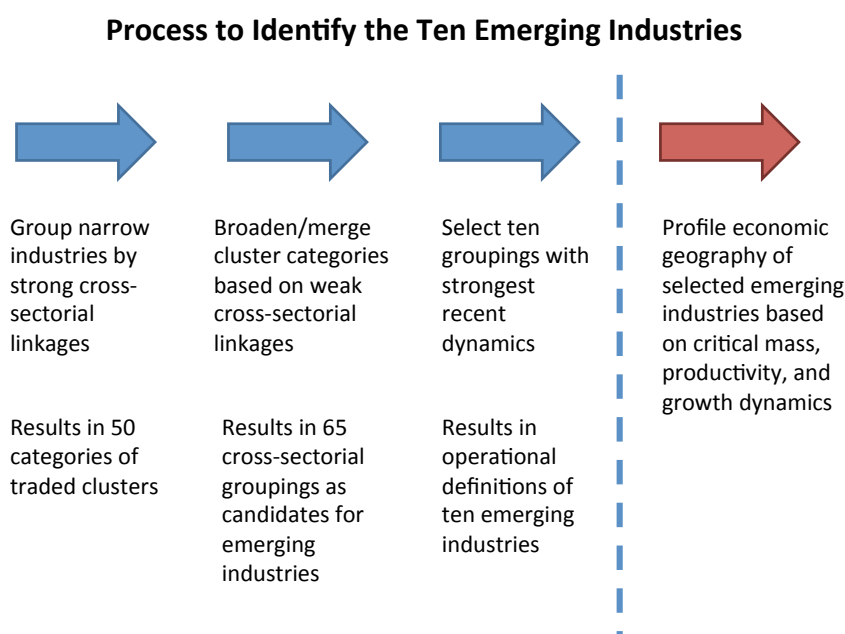 Process to Identify the Ten Emerging Industries
Group narrow
industries by
strong cross-
sectorial
linkages
Results in 50
categories of
traded clusters
Broaden/merge
cluster categories
based on weak
cross-sectorial
linkages
Results in 65
cross-sectorial
groupings as
candidates for
emerging
industries
Select ten
groupings with
strongest
recent
dynamics
Results in
operational
definitions of
ten emerging
industries
Profile economic
geography of
selected emerging
industries based
on critical mass,
productivity, and
growth dynamics